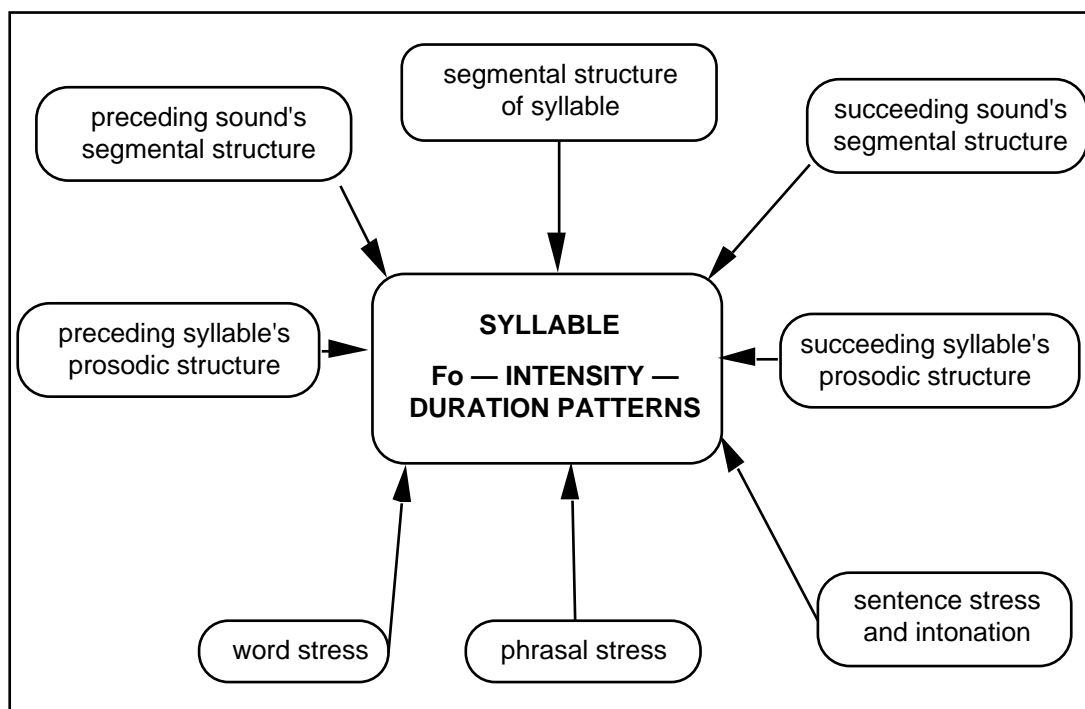 segmental structure
of syllable
preceding sound's
segmental structure
succeeding sound's
segmental structure
SYLLABLE
Fo — INTENSITY —
DURATION PATTERNS
preceding syllable's
prosodic structure
succeeding syllable's
prosodic structure
word stress
phrasal stress
sentence stress
and intonation